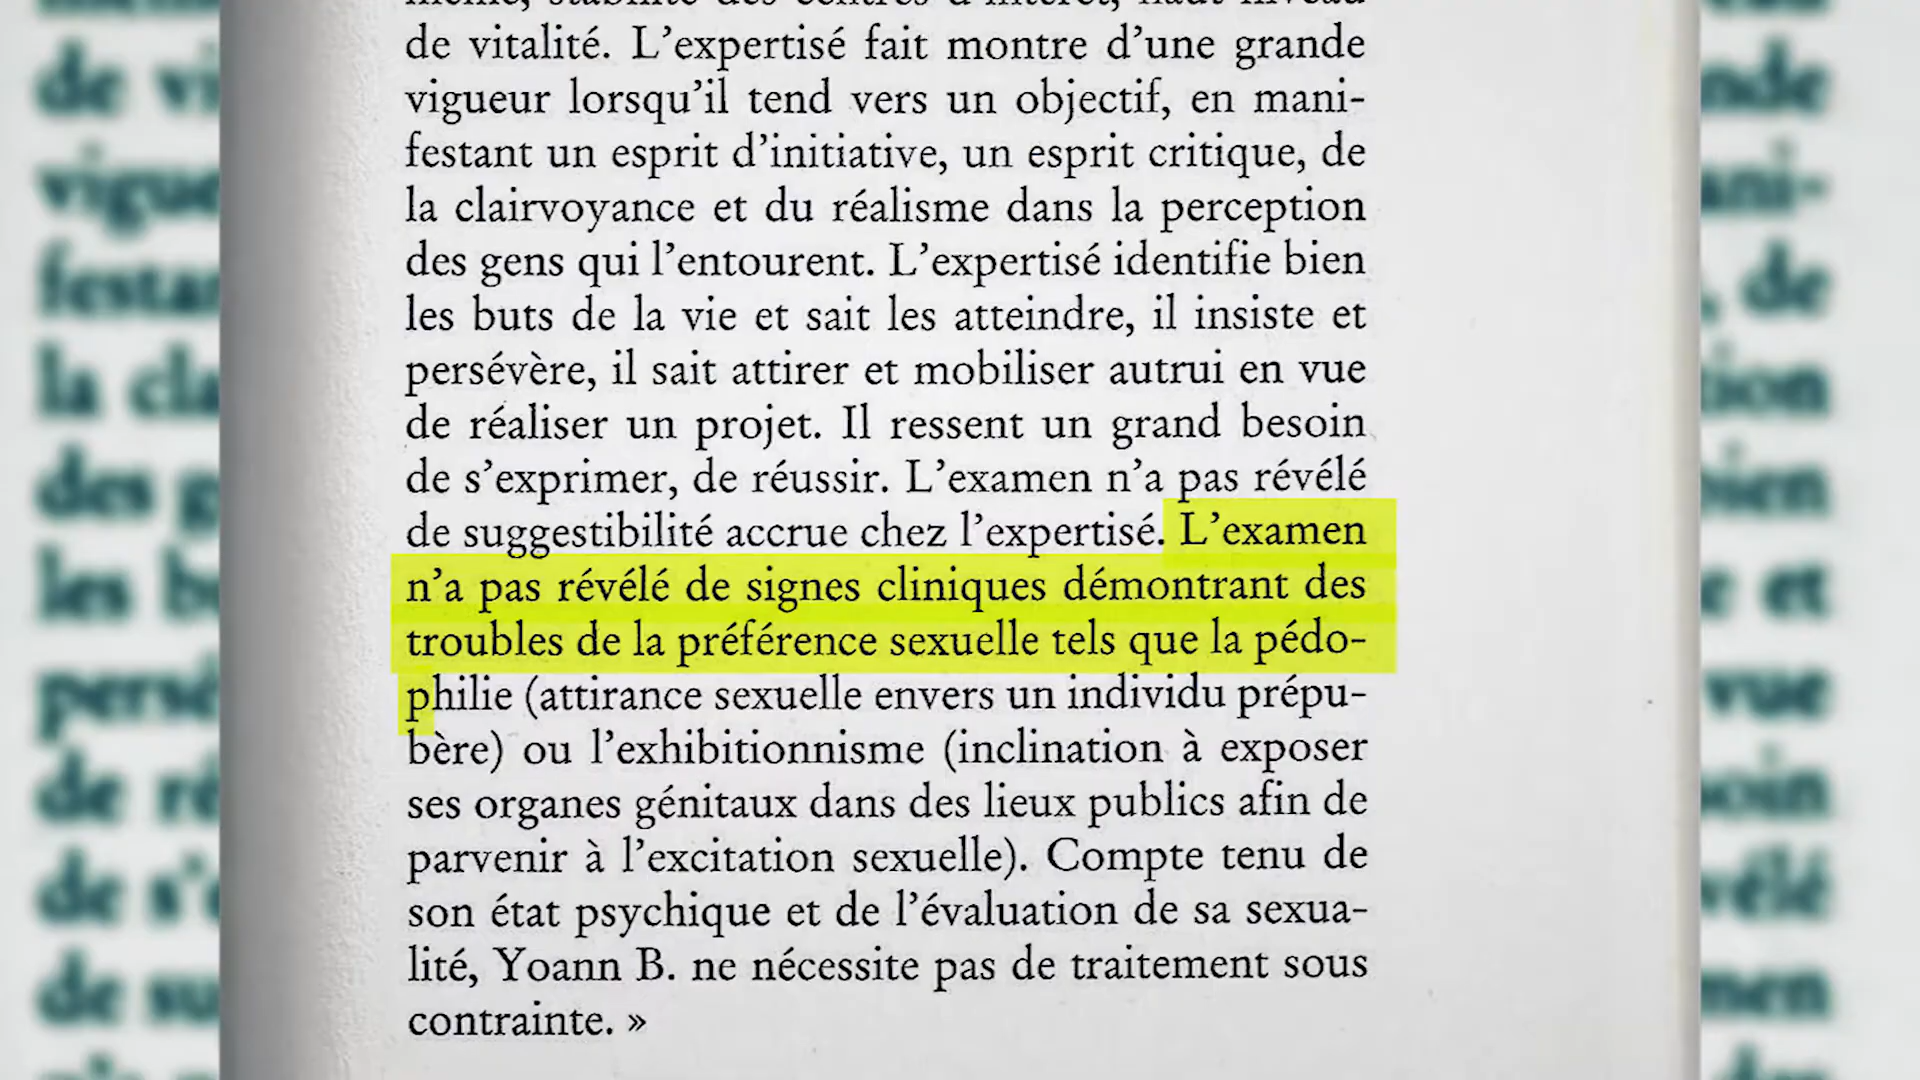 même, stabilité des centres d'intérêt, haut niveau
de vitalité. L'expertisé fait montre d'une grande
vigueur lorsqu'il tend vers un objectif, en mani-
festant un esprit d'initiative, un esprit critique, de
la clairvoyance et du réalisme dans la perception
des gens qui l'entourent. L'expertisé identifie bien
les buts de la vie et sait les atteindre, il insiste et
persévère, il sait attirer et mobiliser autrui en vue
de réaliser un projet. Il ressent un grand besoin
de s'exprimer, de réussir. L'examen n'a pas révélé
de suggestibilité accrue chez l'expertisé. L'examen
n'a pas révélé de signes cliniques démontrant des
troubles de la préférence sexuelle tels que la pédo-
philie (attirance sexuelle envers un individu prépu-
bère) ou l'exhibitionnisme (inclination à exposer
ses organes génitaux dans des lieux publics afin de
parvenir à l'excitation sexuelle). Compte tenu de
son état psychique et de l'évaluation de sa sexua-
lité, Yoann B. ne nécessite pas de traitement sous
contrainte. »